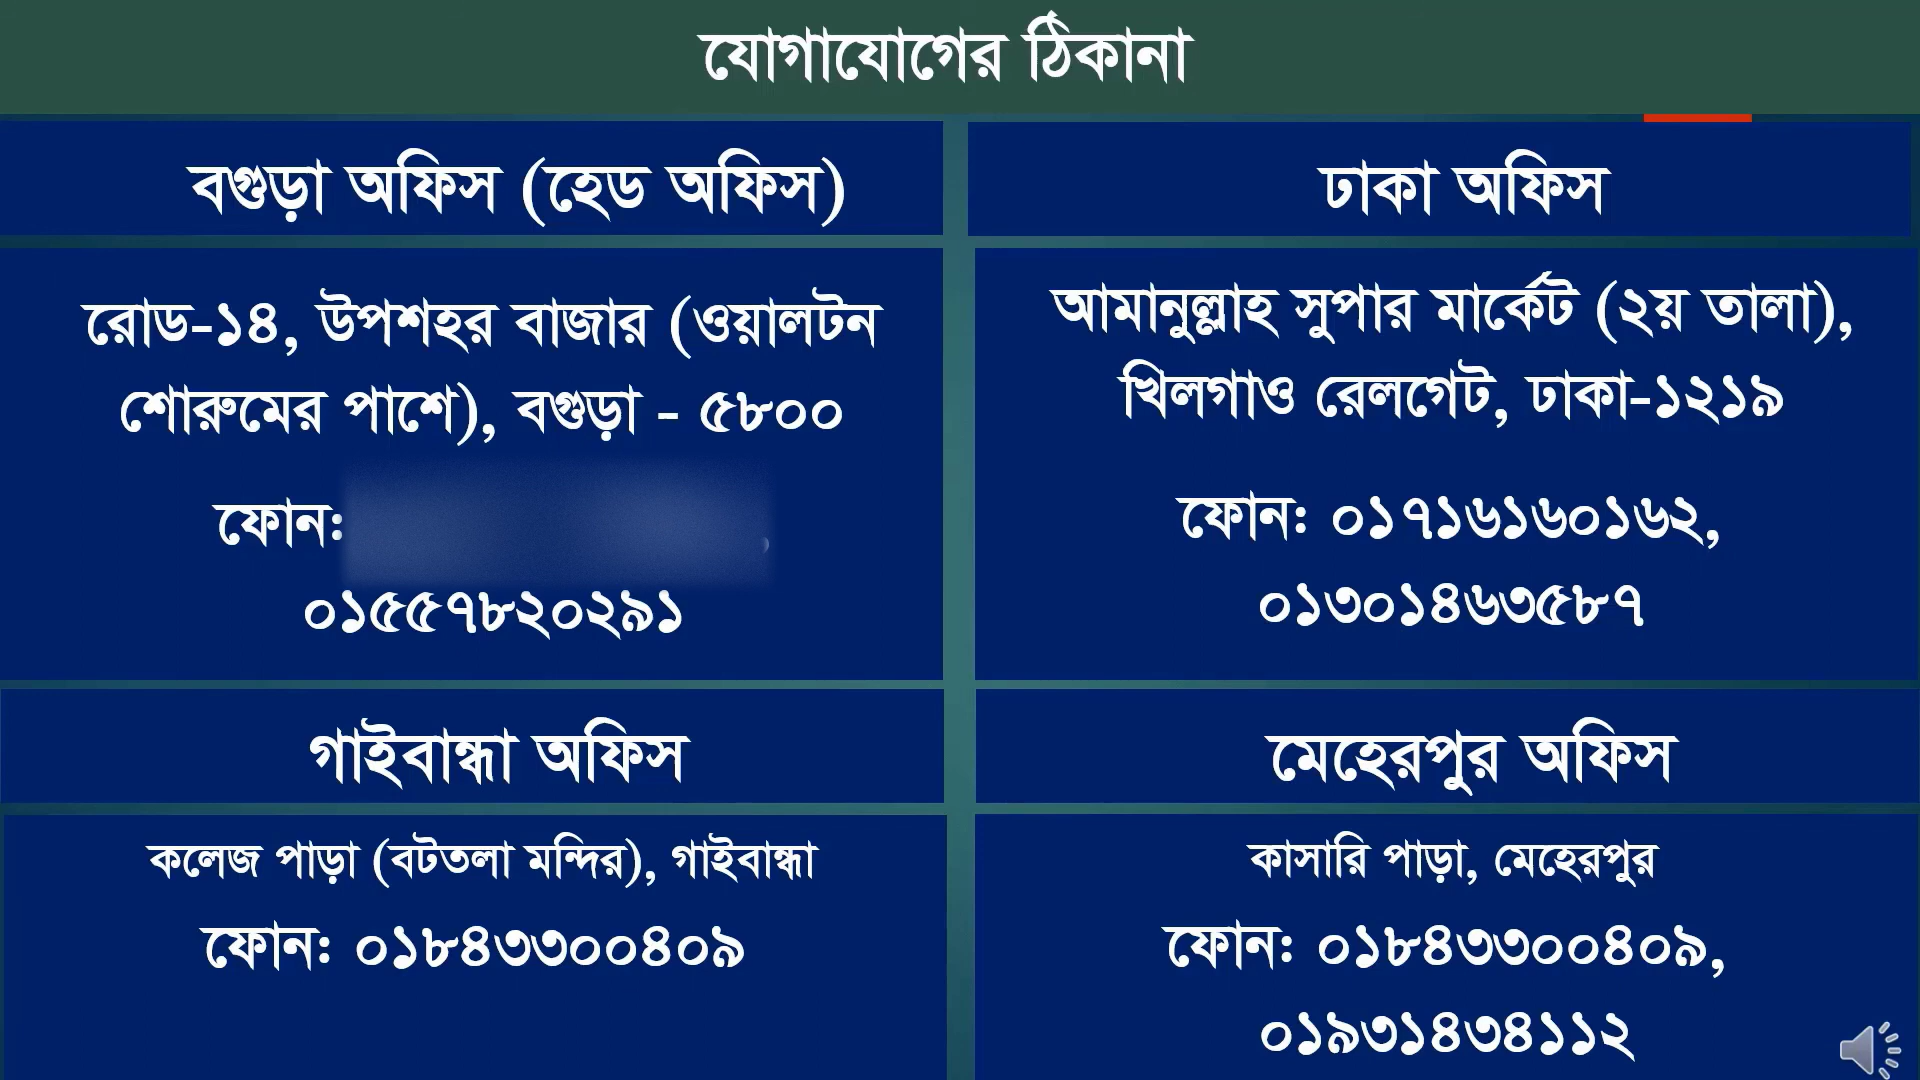 যোগাযোগের ঠিকানা
বগুড়া অফিস (হেড অফিস)
রোড-১৪, উপশহর বাজার (ওয়ালটন
শোরুমের পাশে), বগুড়া - ৫৮০০
ফোনঃ
০১৫৫৭৮২০২৯১
ঢাকা অফিস
আমানুল্লাহ সুপার মার্কেট (২য় তালা),
খিলগাও রেলগেট, ঢাকা-১২১৯
ফোনঃ ০১৭১৬১৬০১৬২,
০১৩০১৪৬৩৫৮৭
গাইবান্ধা অফিস
কলেজ পাড়া (বটতলা মন্দির), গাইবান্ধা
ফোনঃ ০১৮৪৩৩০০৪০৯
মেহেরপুর অফিস
কাসারি পাড়া, মেহেরপুর
ফোনঃ ০১৮৪৩৩০০৪০৯,
০১৯৩১৪৩৪১১২